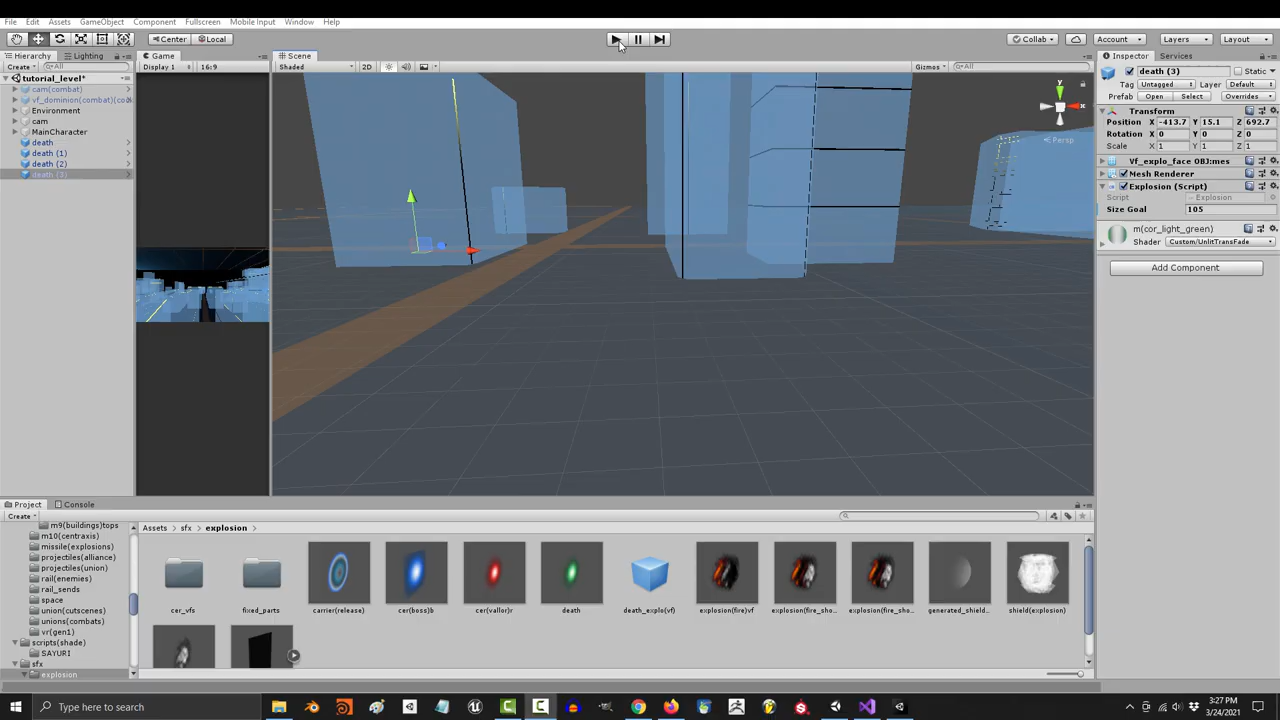 File Edit Assets GameObject Component Fullscreen Mobile Input Window Help
Center Local Collab Account Layers Layout
Hierarchy Lighting
Create All
tutorial_level*
cam(combat)
vf_dominion(combat)(coo
Environment
cam
MainCharacter
death
death (1)
death (2)
death (3)
Game
Display 1 16:9
Scene
Shaded 2D Gizmos All
y
x
Persp
Inspector Services
death (3) Static
Tag Untagged Layer Default
Prefab Open Select Overrides
Transform
Position X -413.7 Y 15.1 Z 692.7
Rotation X 0 Y 0 Z 0
Scale X 1 Y 1 Z 1
Vf_explo_face OBJ:mes
Mesh Renderer
Explosion (Script)
Script Explosion
Size Goal 105
m(cor_light_green)
Shader Custom/UnlitTransFade
Add Component
Project Console
Create
m9(buildings)tops
m10(centraxis)
missile(explosions)
projectiles(alliance)
projectiles(union)
rail(enemies)
rail_sends
space
union(cutscenes)
unions(combats)
vr(gen1)
scripts(shade)
SAYURI
sfx
explosion
Assets sfx explosion
cer_vfs fixed_parts carrier(release) cer(boss)b cer(vallor)r death death_explo(vf) explosion(fire)vf explosion(fire_sho... explosion(fire_sho... generated_shield... shield(explosion)
Type here to search
3:27 PM
3/24/2021